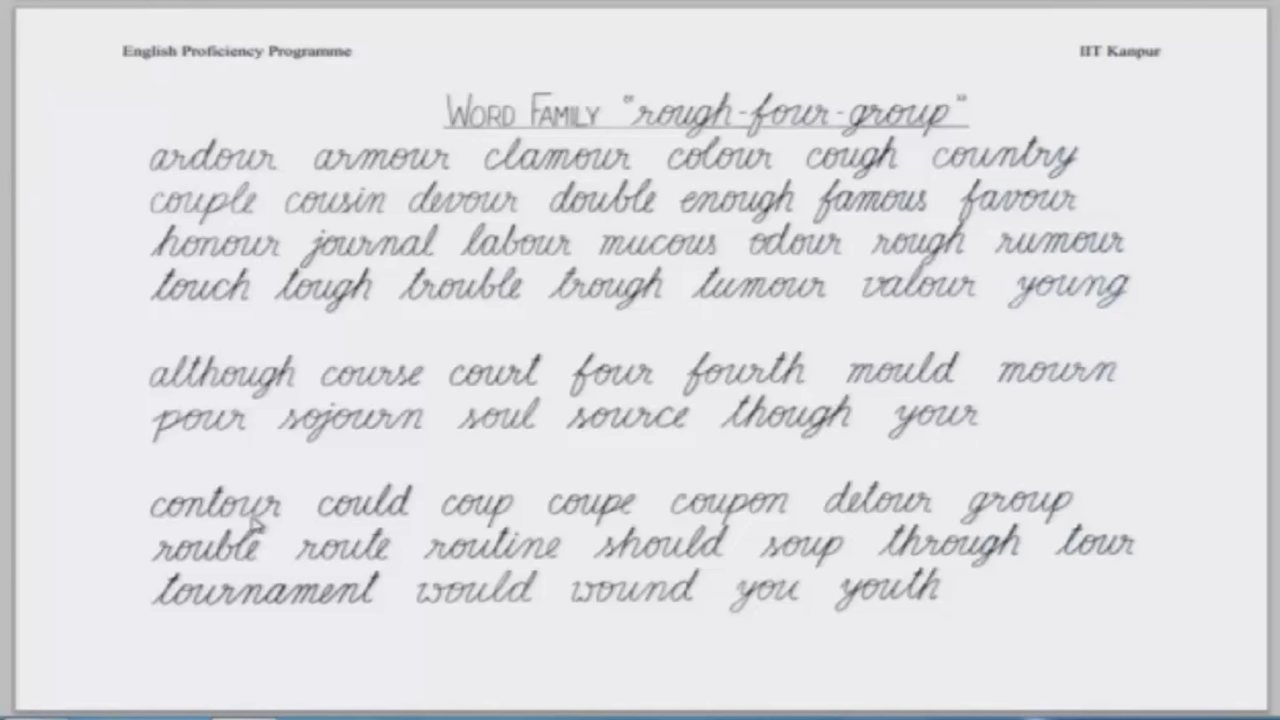 English Proficiency Programme IIT Kanpur
WORD FAMILY "rough-four-group"
ardour armour clamour colour cough country
couple cousin devour double enough famous favour
honour journal labour mucous odour rough rumour
touch tough trouble trough tumour valour young
although course court four fourth mould mourn
pour sojourn soul source though your
contour could coup coupe coupon detour group
rouble route routine should soup through tour
tournament would wound you youth